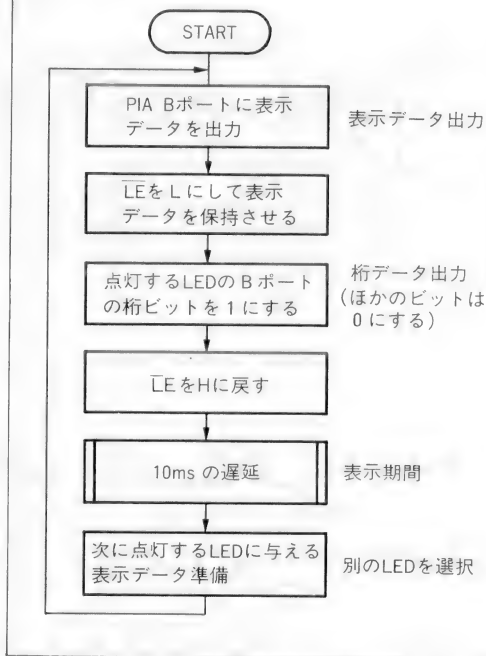 START
PIA Bポートに表示
データを出力
表示データ出力
LEをLにして表示
データを保持させる
点灯するLEDのBポート
の桁ビットを1にする
桁データ出力
(ほかのビットは
0にする)
LEをHに戻す
10msの遅延
表示期間
次に点灯するLEDに与える
表示データ準備
別のLEDを選択